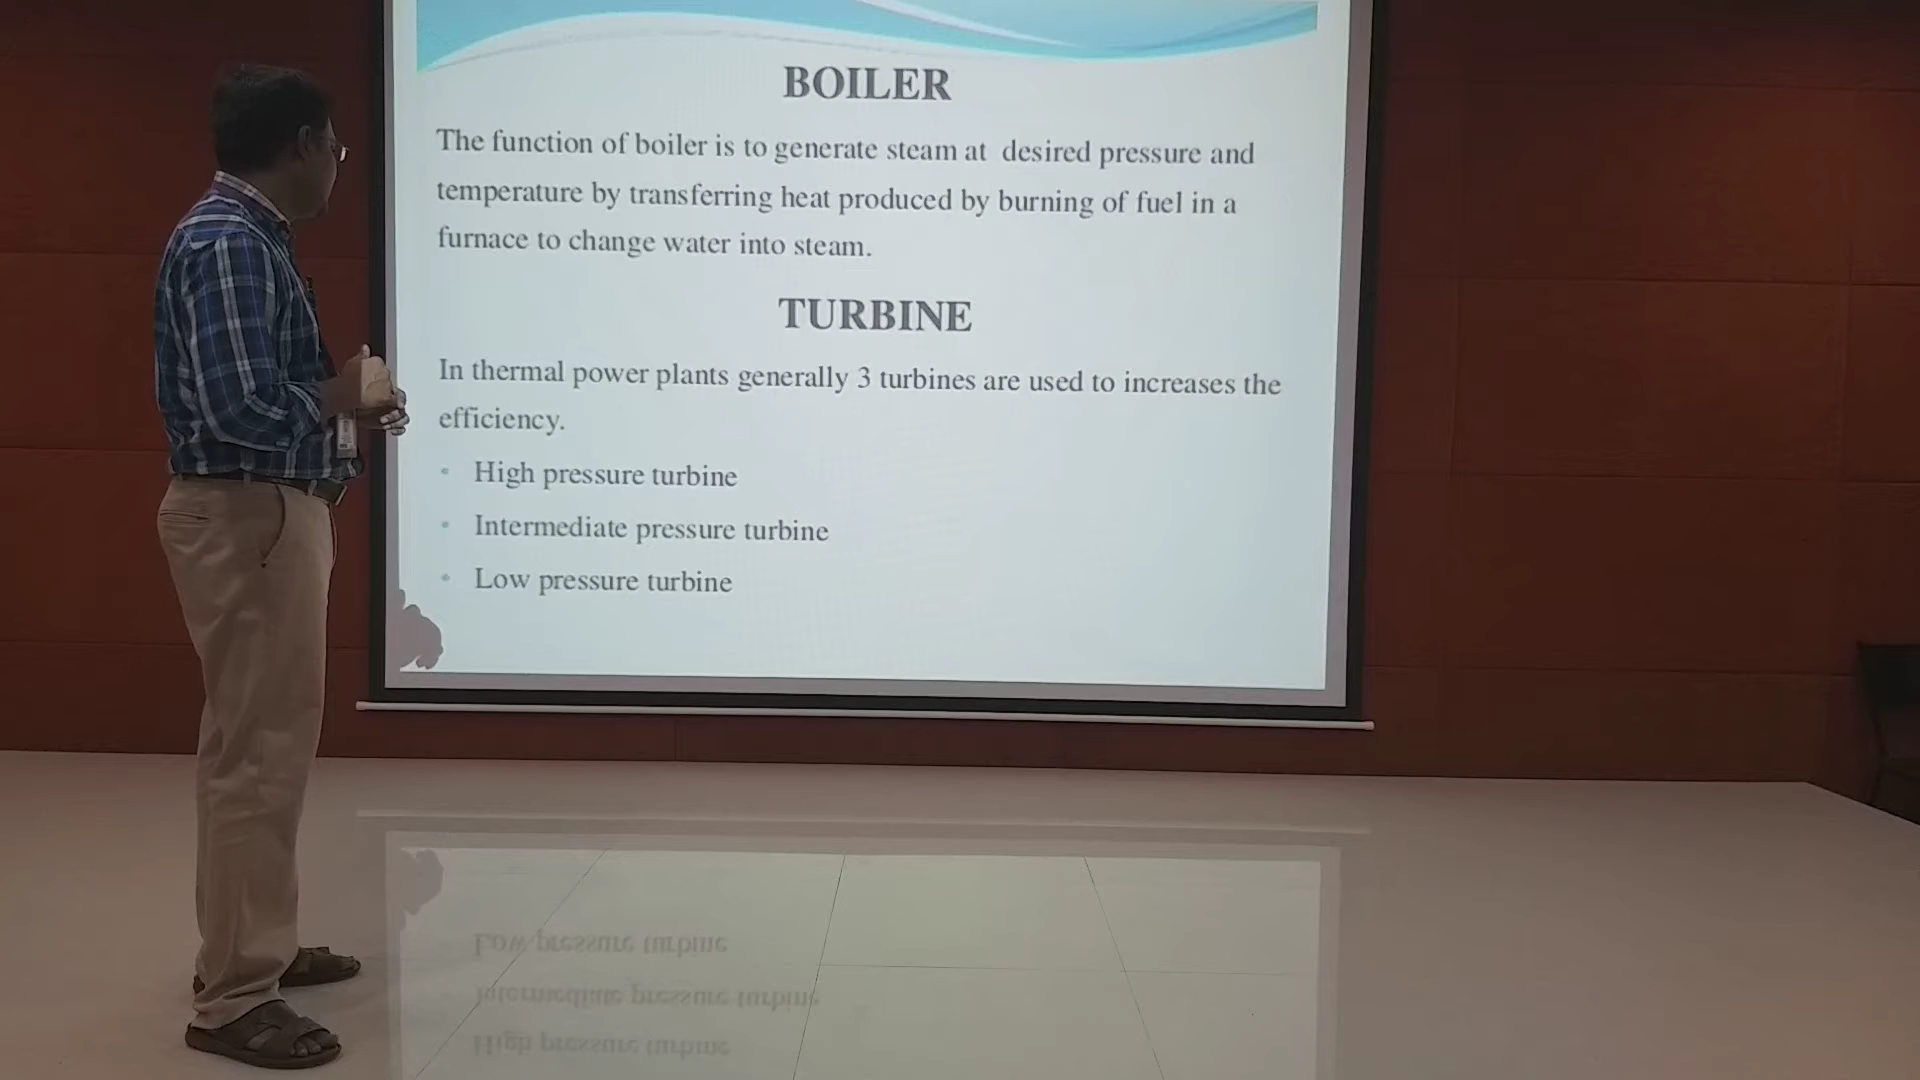 BOILER
The function of boiler is to generate steam at desired pressure and
temperature by transferring heat produced by burning of fuel in a
furnace to change water into steam.
TURBINE
In thermal power plants generally 3 turbines are used to increases the
efficiency.
• High pressure turbine
• Intermediate pressure turbine
• Low pressure turbine